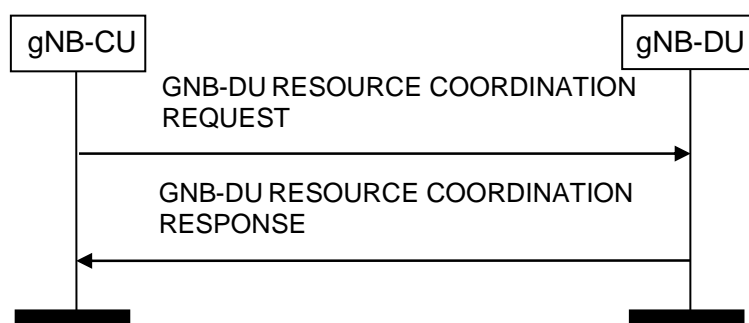 gNB-CU
gNB-DU
GNB-DU RESOURCE COORDINATION
REQUEST
GNB-DU RESOURCE COORDINATION
RESPONSE